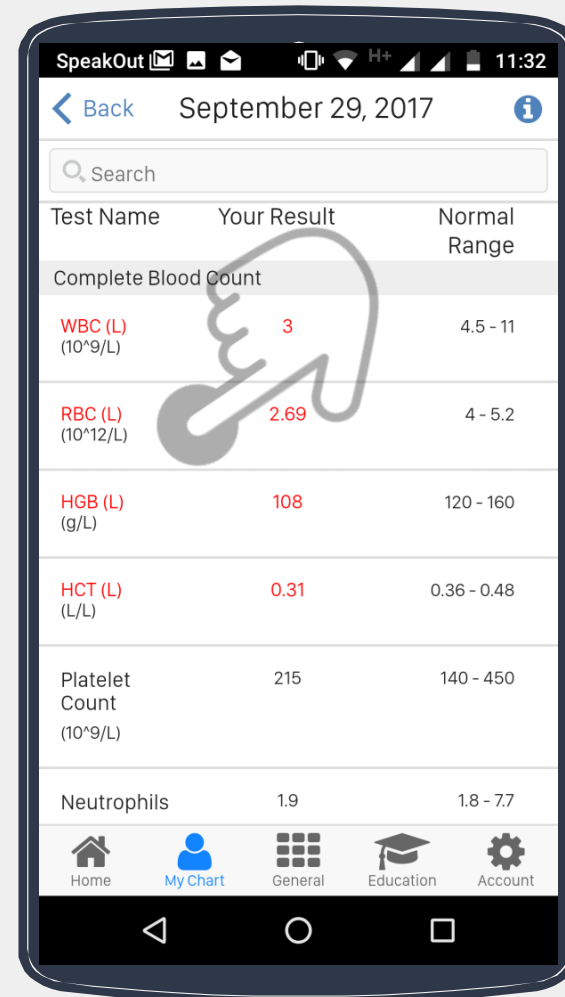 SpeakOut H+ 11:32
Back September 29, 2017
Search
Test Name Your Result Normal
Range
Complete Blood Count
WBC (L) 3 4.5 - 11
(10^9/L)
RBC (L) 2.69 4 - 5.2
(10^12/L)
HGB (L) 108 120 - 160
(g/L)
HCT (L) 0.31 0.36 - 0.48
(L/L)
Platelet 215 140 - 450
Count
(10^9/L)
Neutrophils 1.9 1.8 - 7.7
Home My Chart General Education Account